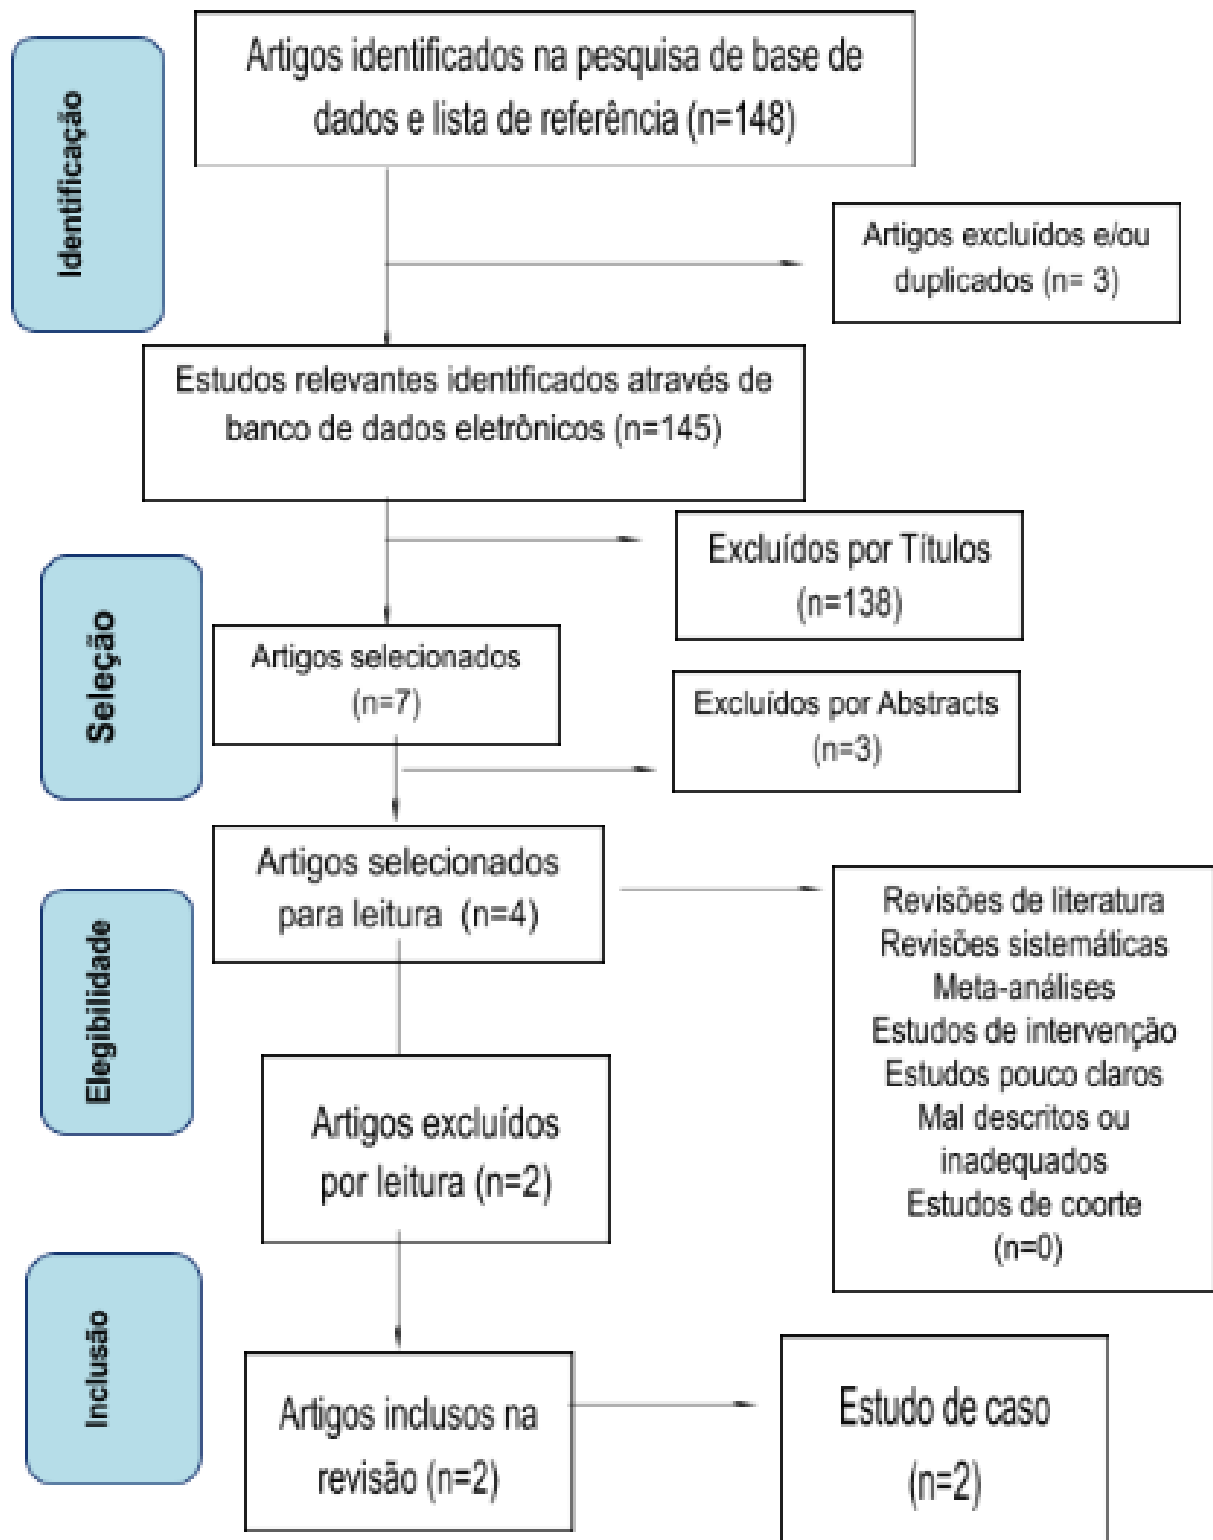 Identificação
Artigos identificados na pesquisa de base de
dados e lista de referência (n=148)
Artigos excluídos e/ou
duplicados (n= 3)
Estudos relevantes identificados através de
banco de dados eletrônicos (n=145)
Seleção
Excluídos por Títulos
(n=138)
Artigos selecionados
(n=7)
Excluídos por Abstracts
(n=3)
Elegibilidade
Artigos selecionados
para leitura (n=4)
Revisões de literatura
Revisões sistemáticas
Meta-análises
Estudos de intervenção
Estudos pouco claros
Mal descritos ou
inadequados
Estudos de coorte
(n=0)
Artigos excluídos
por leitura (n=2)
Inclusão
Artigos inclusos na
revisão (n=2)
Estudo de caso
(n=2)